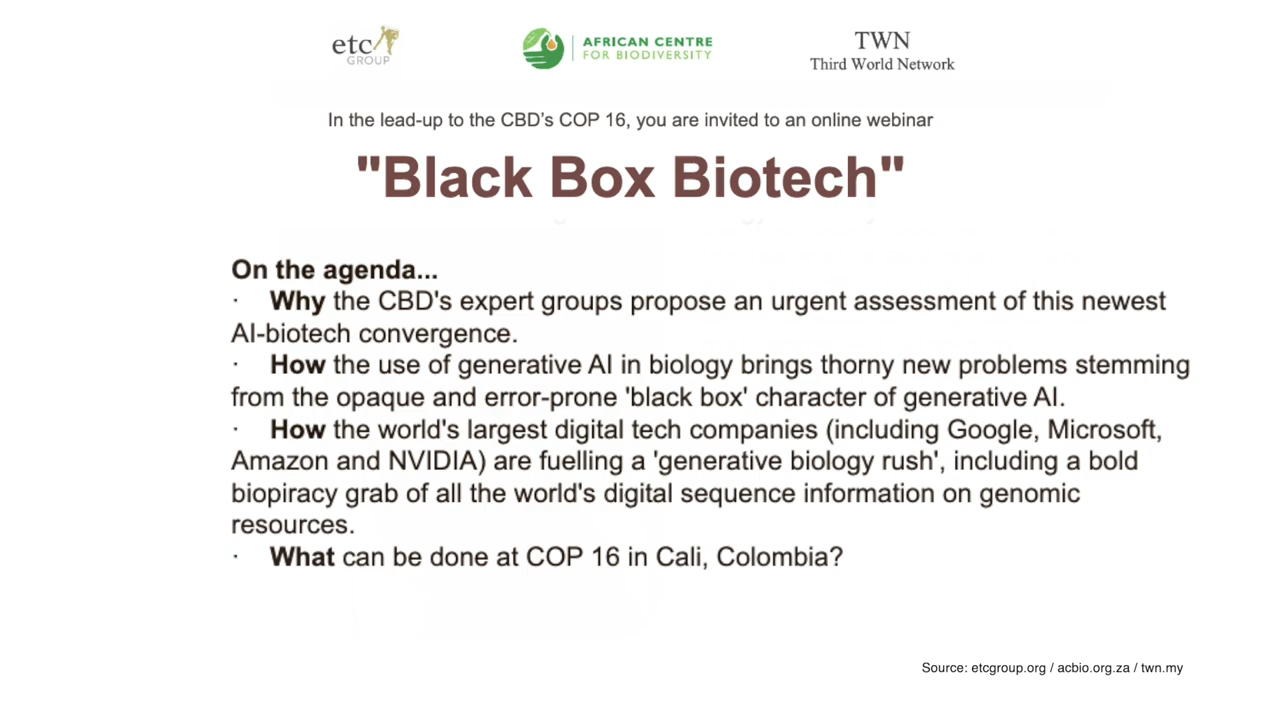 etc
GROUP
AFRICAN CENTRE
FOR BIODIVERSITY
TWN
Third World Network
In the lead-up to the CBD's COP 16, you are invited to an online webinar
"Black Box Biotech"
On the agenda...
· Why the CBD's expert groups propose an urgent assessment of this newest
AI-biotech convergence.
· How the use of generative AI in biology brings thorny new problems stemming
from the opaque and error-prone 'black box' character of generative AI.
· How the world's largest digital tech companies (including Google, Microsoft,
Amazon and NVIDIA) are fuelling a 'generative biology rush', including a bold
biopiracy grab of all the world's digital sequence information on genomic
resources.
· What can be done at COP 16 in Cali, Colombia?
Source: etcgroup.org / acbio.org.za / twn.my